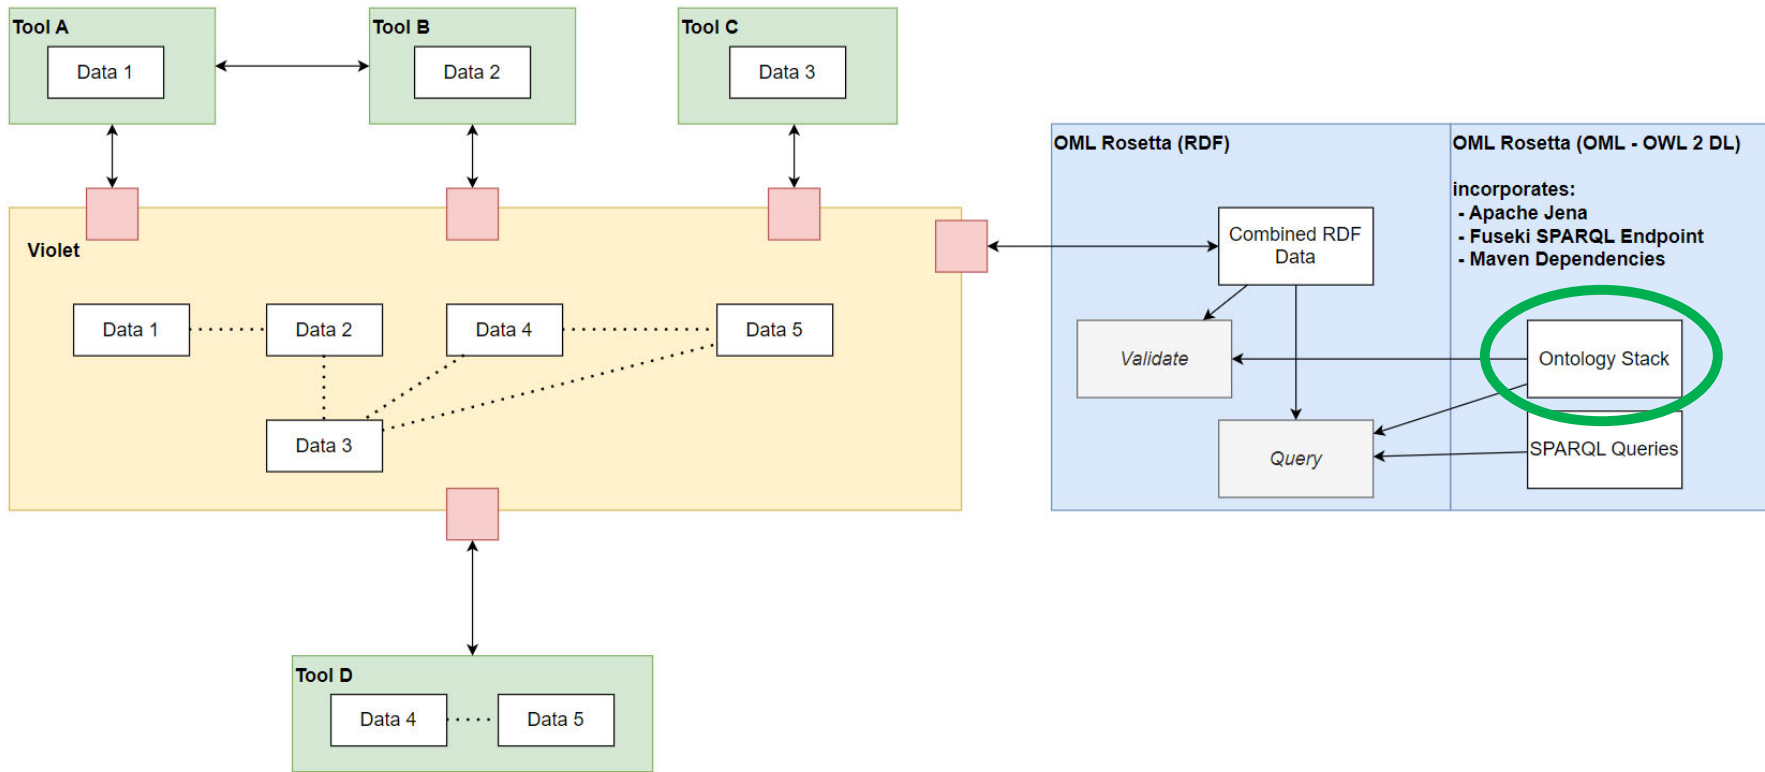 Tool A
Data 1
Tool B
Data 2
Tool C
Data 3
Violet
Data 1
Data 2
Data 4
Data 5
Data 3
Tool D
Data 4
Data 5
OML Rosetta (RDF)
Combined RDF
Data
Validate
Query
OML Rosetta (OML - OWL 2 DL)
incorporates:
- Apache Jena
- Fuseki SPARQL Endpoint
- Maven Dependencies
Ontology Stack
SPARQL Queries